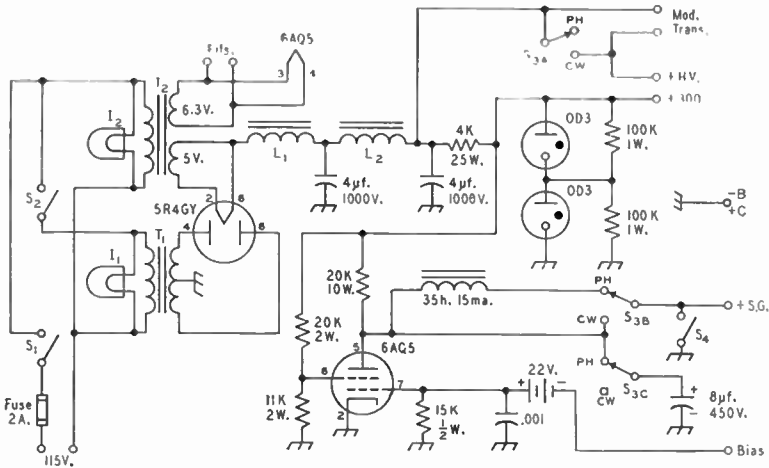 PH
Mod.
Trans.
S3A
CW
+HV.
+300
Fils.
6AQ5
3
4
T2
I2
6.3V.
5V.
L1
L2
4K
25W.
OD3
100K
1W.
4µf.
1000V.
4µf.
1000V.
OD3
-B
+C
S2
2
8
5R4GY
4
6
100K
1W.
T1
I1
20K
10W.
35h. 15ma.
PH
+S.G.
S3B
CW
S4
S1
20K
2W.
5
6AQ5
PH
S3C
a
CW
22V.
+
-
+
-
8µf.
450V.
6
7
Fuse
2A.
11K
2W.
2
15K
½W.
.001
115V.
Bias